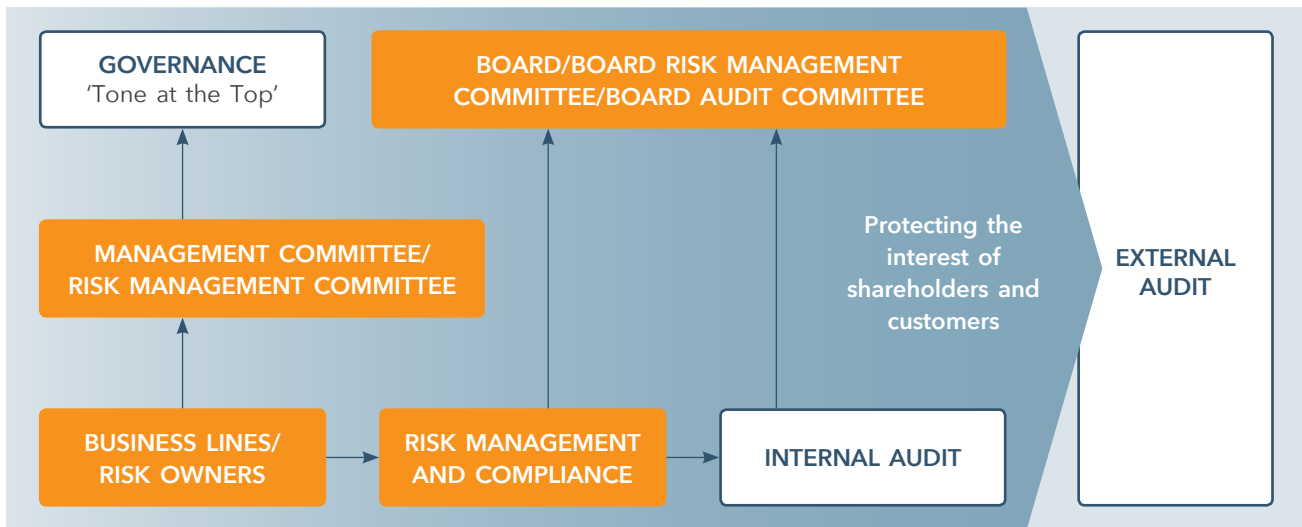 GOVERNANCE
'Tone at the Top'
BOARD/BOARD RISK MANAGEMENT
COMMITTEE/BOARD AUDIT COMMITTEE
MANAGEMENT COMMITTEE/
RISK MANAGEMENT COMMITTEE
Protecting the
interest of
shareholders and
customers
EXTERNAL
AUDIT
BUSINESS LINES/
RISK OWNERS
RISK MANAGEMENT
AND COMPLIANCE
INTERNAL AUDIT